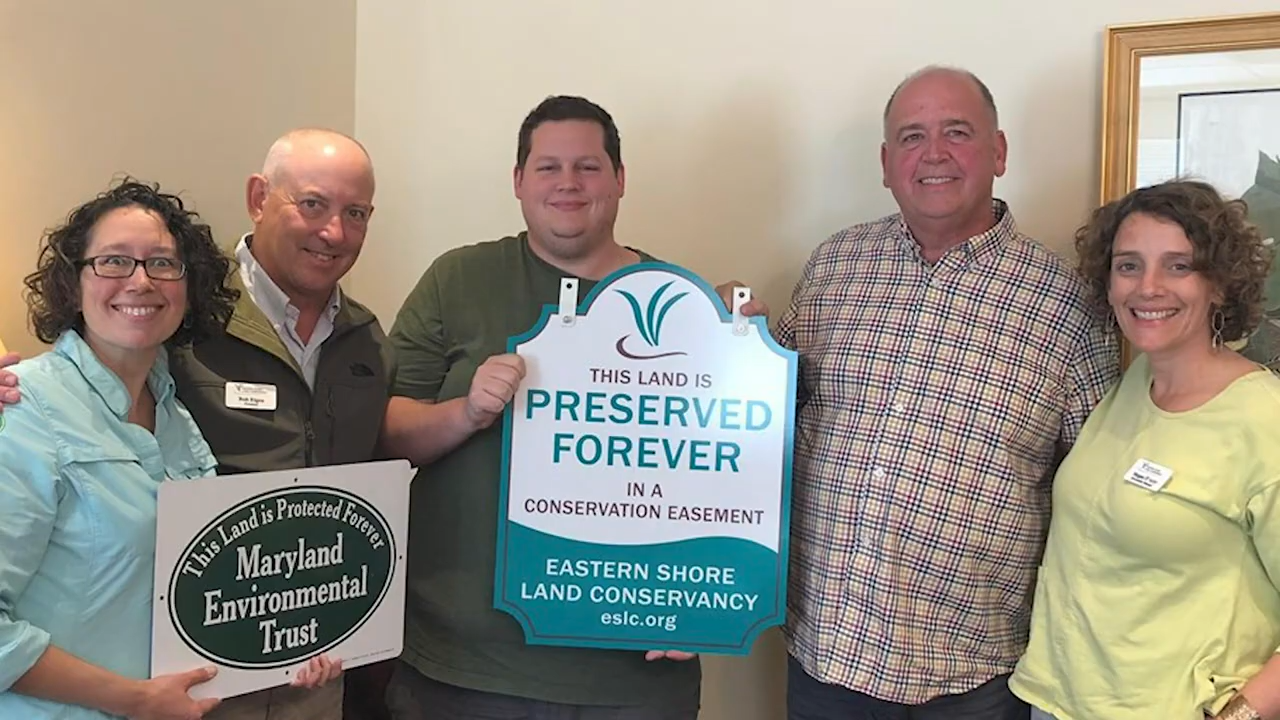 This Land is Protected Forever
Maryland
Environmental
Trust
THIS LAND IS
PRESERVED
FOREVER
IN A
CONSERVATION EASEMENT
EASTERN SHORE
LAND CONSERVANCY
eslc.org